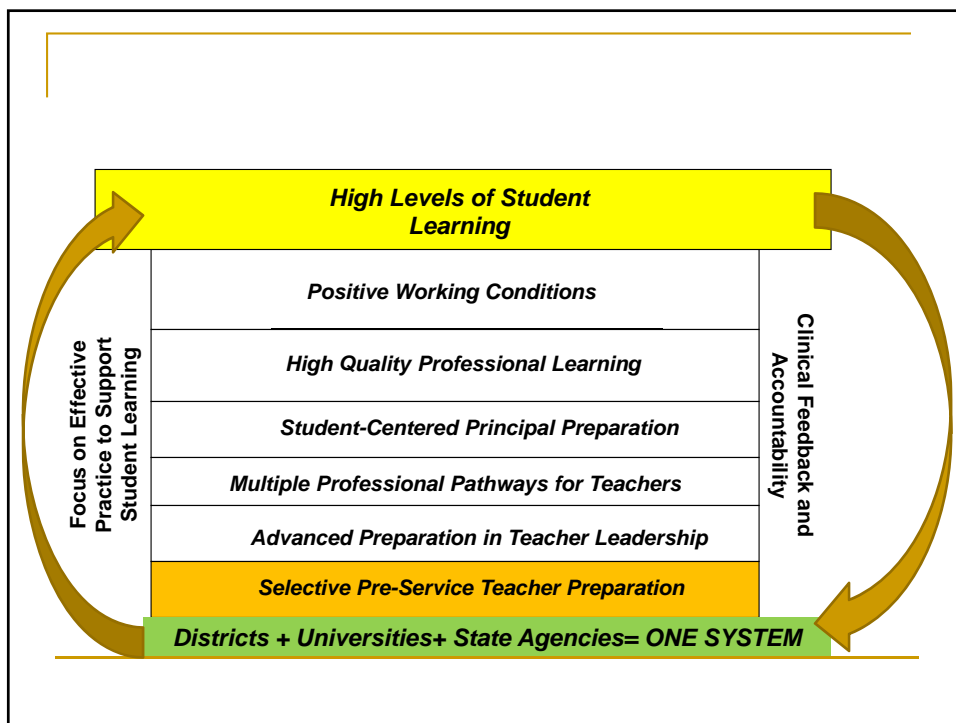 High Levels of Student
Learning
Positive Working Conditions
High Quality Professional Learning
Student-Centered Principal Preparation
Multiple Professional Pathways for Teachers
Advanced Preparation in Teacher Leadership
Selective Pre-Service Teacher Preparation
Districts + Universities+ State Agencies= ONE SYSTEM
Focus on Effective
Practice to Support
Student Learning
Clinical Feedback and
Accountability